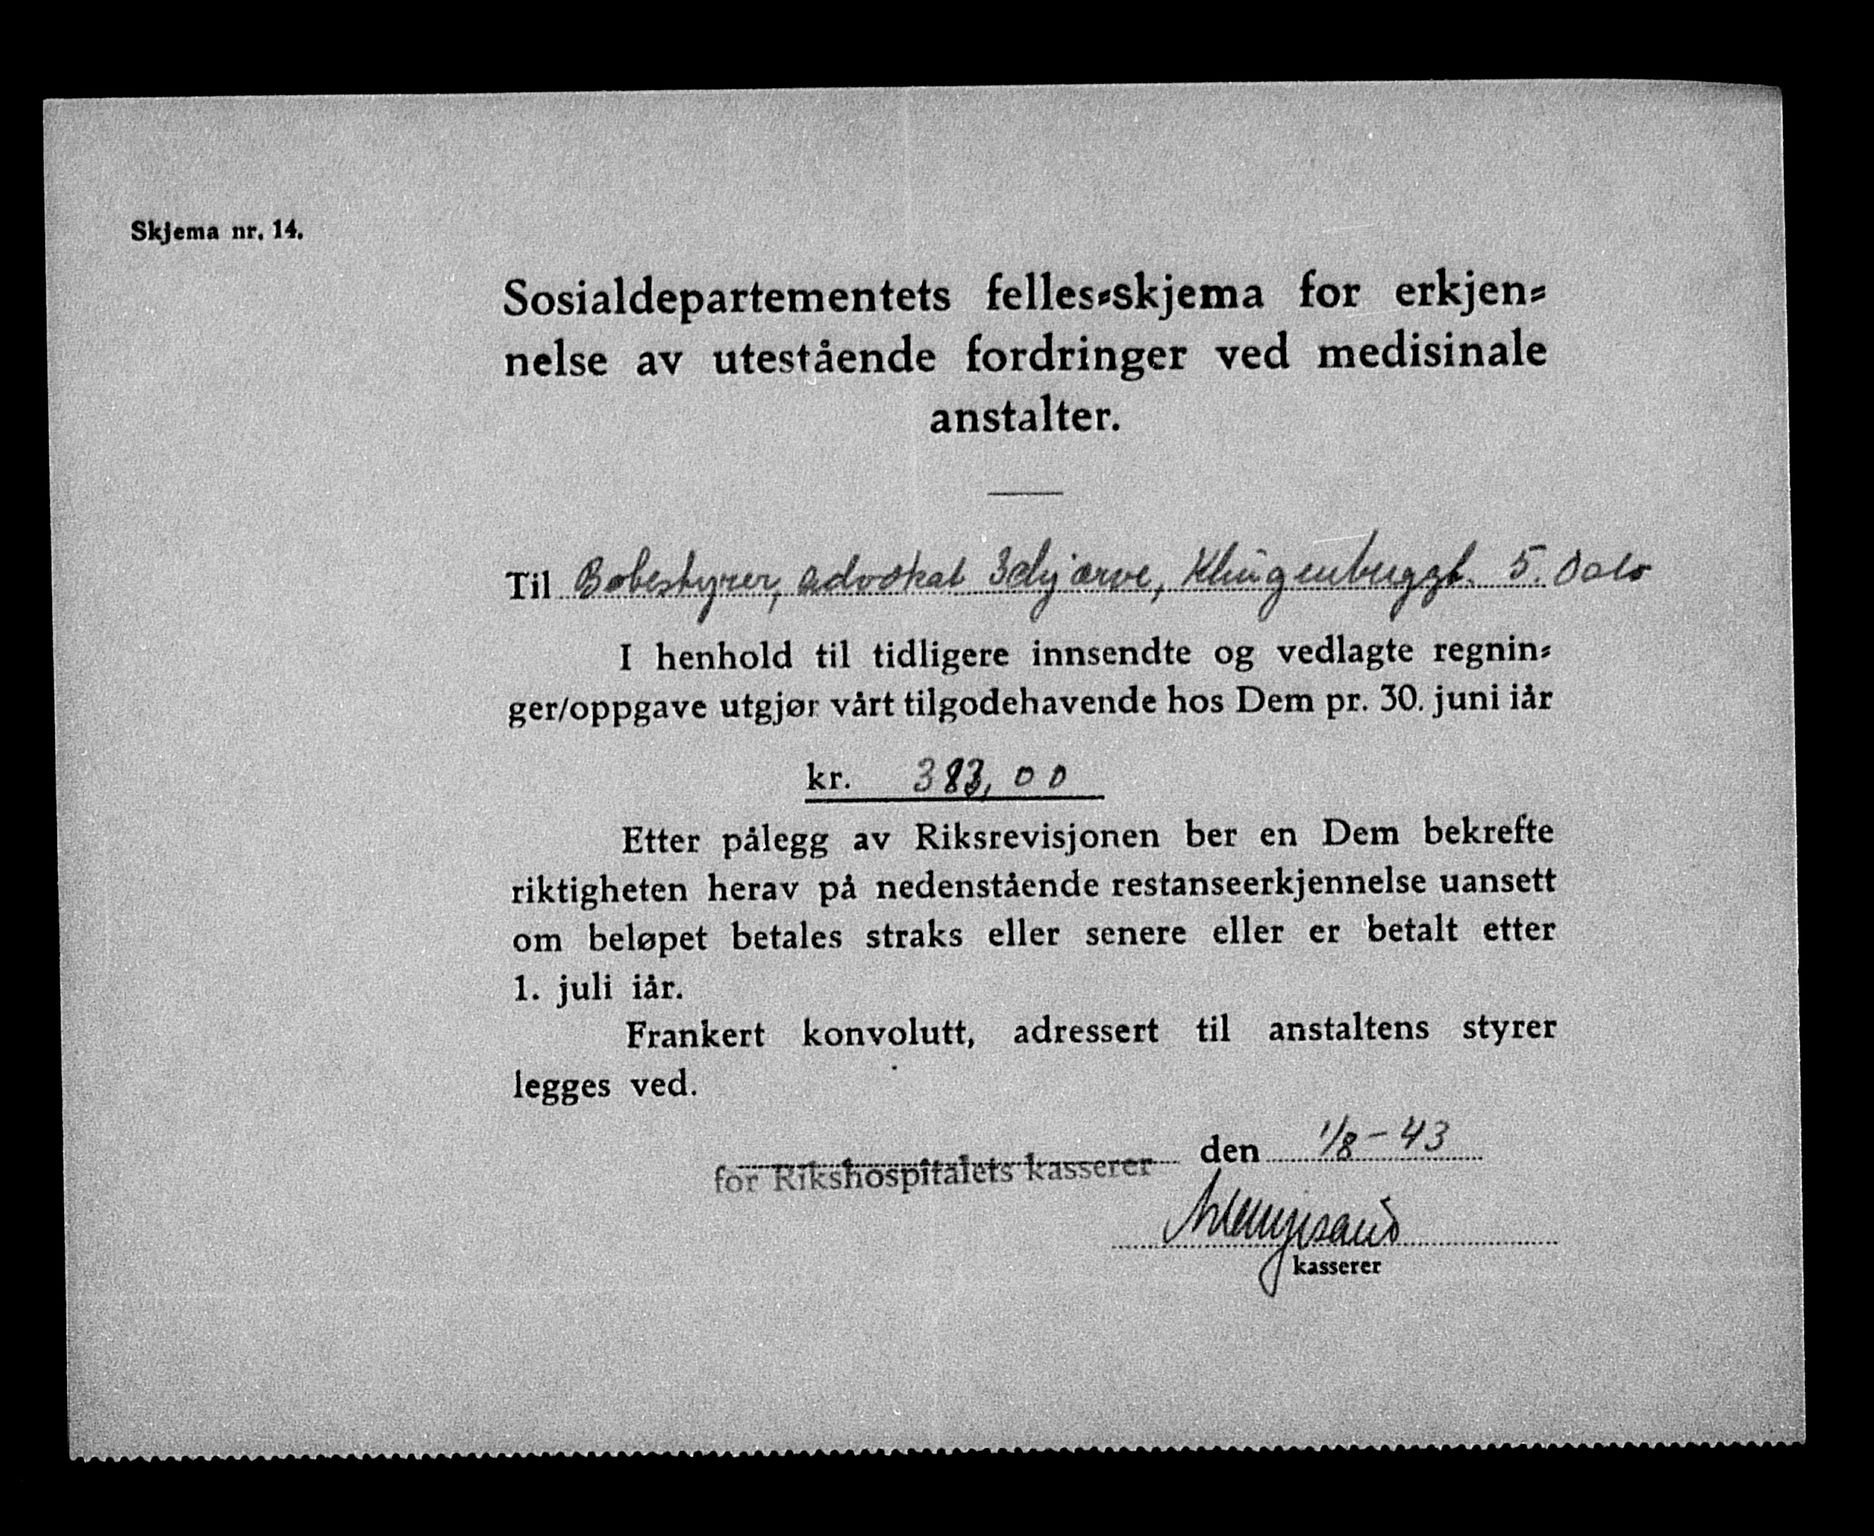 Skjema nr. 14.
Sosialdepartementets felles-skjema for erkjen-
nelse av utestående fordringer ved medisinale
anstalter.
Til Bobestyrer, advokat Schjærve, Klingenberggt. 5. Oslo
I henhold til tidligere innsendte og vedlagte regnin-
ger/oppgave utgjør vårt tilgodehavende hos Dem pr. 30. juni iår
kr. 383,00
Etter pålegg av Riksrevisjonen ber en Dem bekrefte
riktigheten herav på nedenstående restanseerkjennelse uansett
om beløpet betales straks eller senere eller er betalt etter
1. juli iår.
Frankert konvolutt, adressert til anstaltens styrer
legges ved.
for Rikshospitalets kasserer den 1/8-43
kasserer